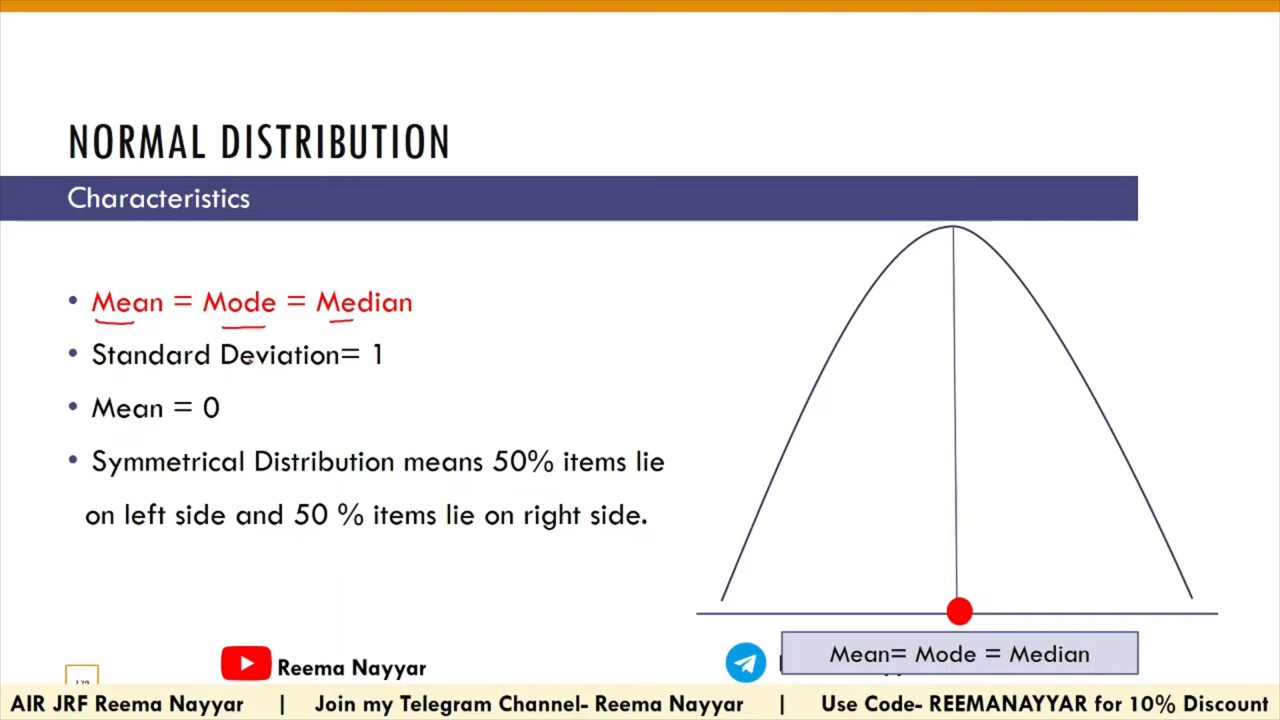 NORMAL DISTRIBUTION
Characteristics
• Mean = Mode = Median
• Standard Deviation= 1
• Mean = 0
• Symmetrical Distribution means 50% items lie
on left side and 50 % items lie on right side.
Mean= Mode = Median
Reema Nayyar
AIR JRF Reema Nayyar | Join my Telegram Channel- Reema Nayyar | Use Code- REEMANAYYAR for 10% Discount